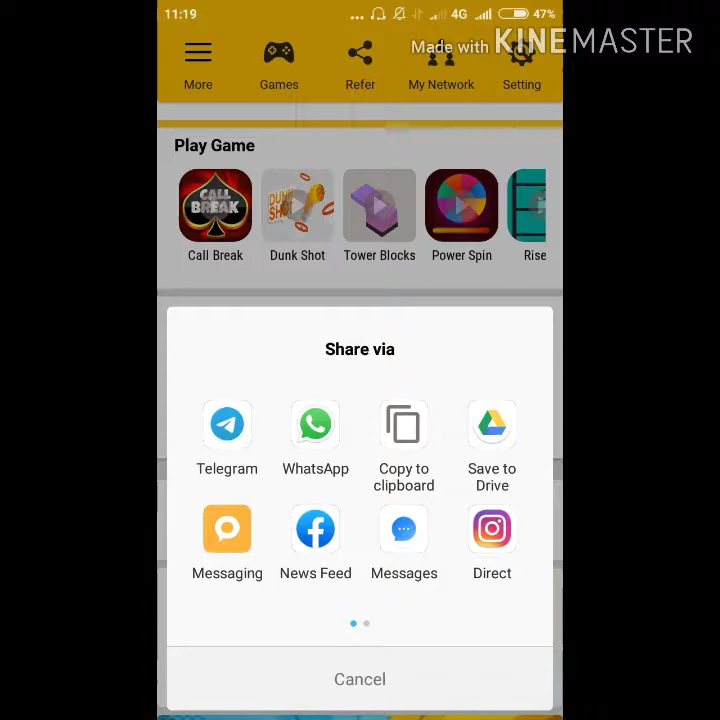 11:19 4G 47%
Made with KINEMASTER
More Games Refer My Network Setting
Play Game
CALL BREAK DUNK SHOT
Call Break Dunk Shot Tower Blocks Power Spin Rise
Share via
Telegram WhatsApp Copy to clipboard Save to Drive
Messaging News Feed Messages Direct
Cancel